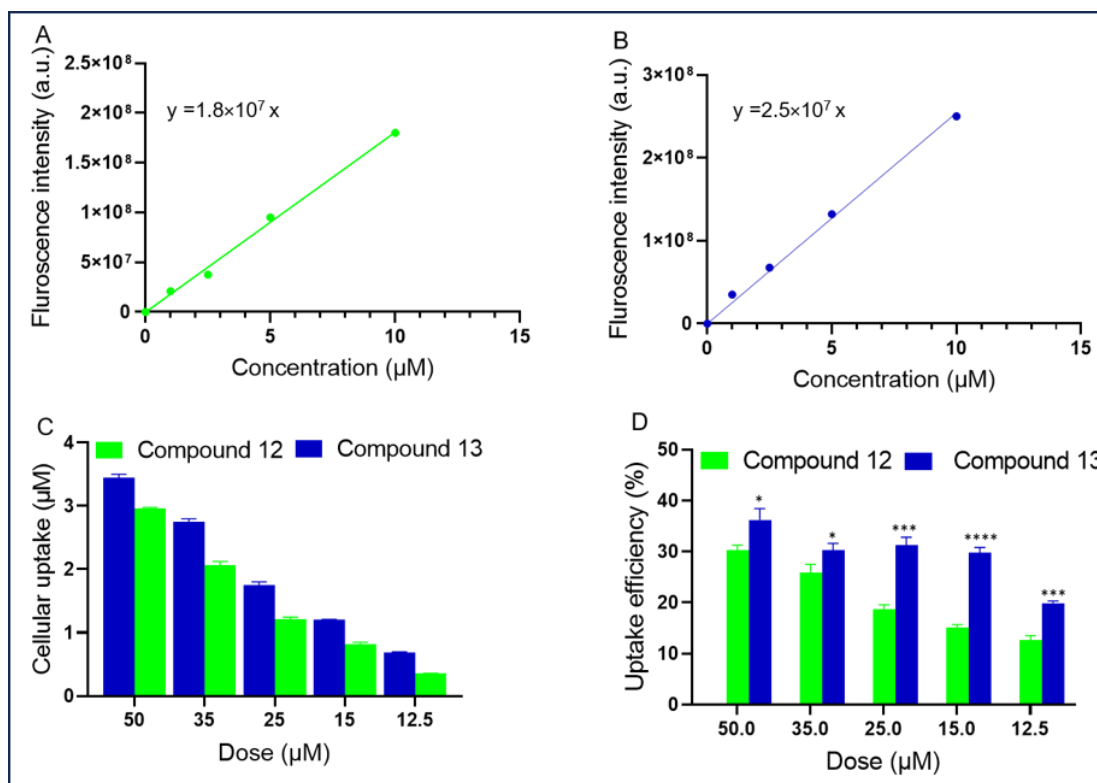 A
Fluroscence intensity (a.u.)
2.5×10⁸
2×10⁸
1.5×10⁸
1×10⁸
5×10⁷
0
y =1.8×10⁷ x
0 5 10 15
Concentration (µM)
B
Fluroscence intensity (a.u.)
3×10⁸
2×10⁸
1×10⁸
0
y =2.5×10⁷ x
0 5 10 15
Concentration (µM)
C
Compound 12 Compound 13
Cellular uptake (µM)
4
3
2
1
0
50 35 25 15 12.5
Dose (µM)
D
Compound 12 Compound 13
Uptake efficiency (%)
50
40
30
20
10
0
* * *** **** ***
50.0 35.0 25.0 15.0 12.5
Dose (µM)